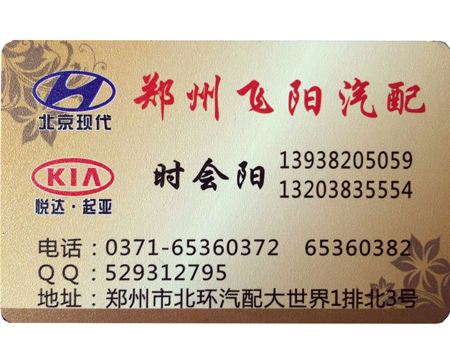 郑州飞阳汽配
北京现代
时会阳
13938205059
13203835554
KIA
悦达·起亚
电话：0371-65360372 65360382
QQ：529312795
地址：郑州市北环汽配大世界1排北3号